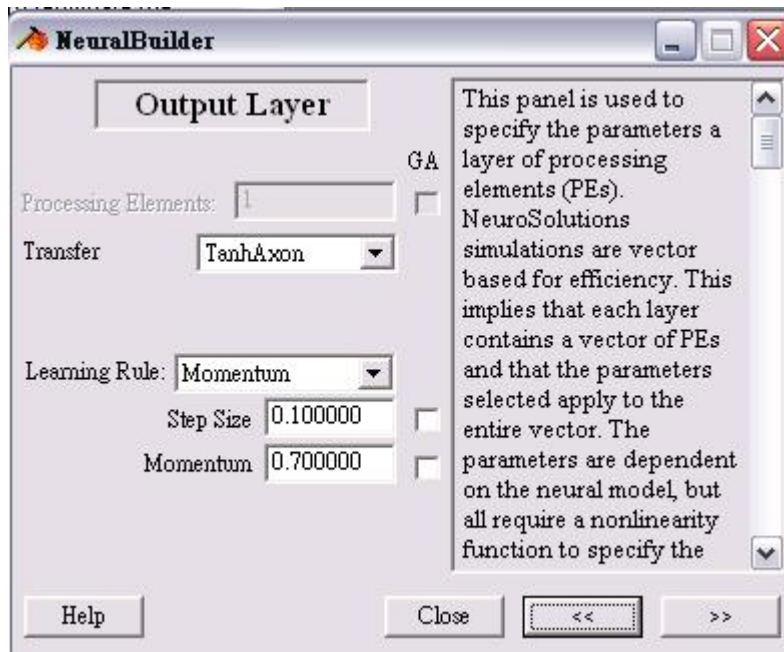 NeuralBuilder
Output Layer
GA
Processing Elements: 1
Transfer TanhAxon
Learning Rule: Momentum
Step Size 0.100000
Momentum 0.700000
This panel is used to
specify the parameters a
layer of processing
elements (PEs).
NeuroSolutions
simulations are vector
based for efficiency. This
implies that each layer
contains a vector of PEs
and that the parameters
selected apply to the
entire vector. The
parameters are dependent
on the neural model, but
all require a nonlinearity
function to specify the
Help
Close
<<
>>